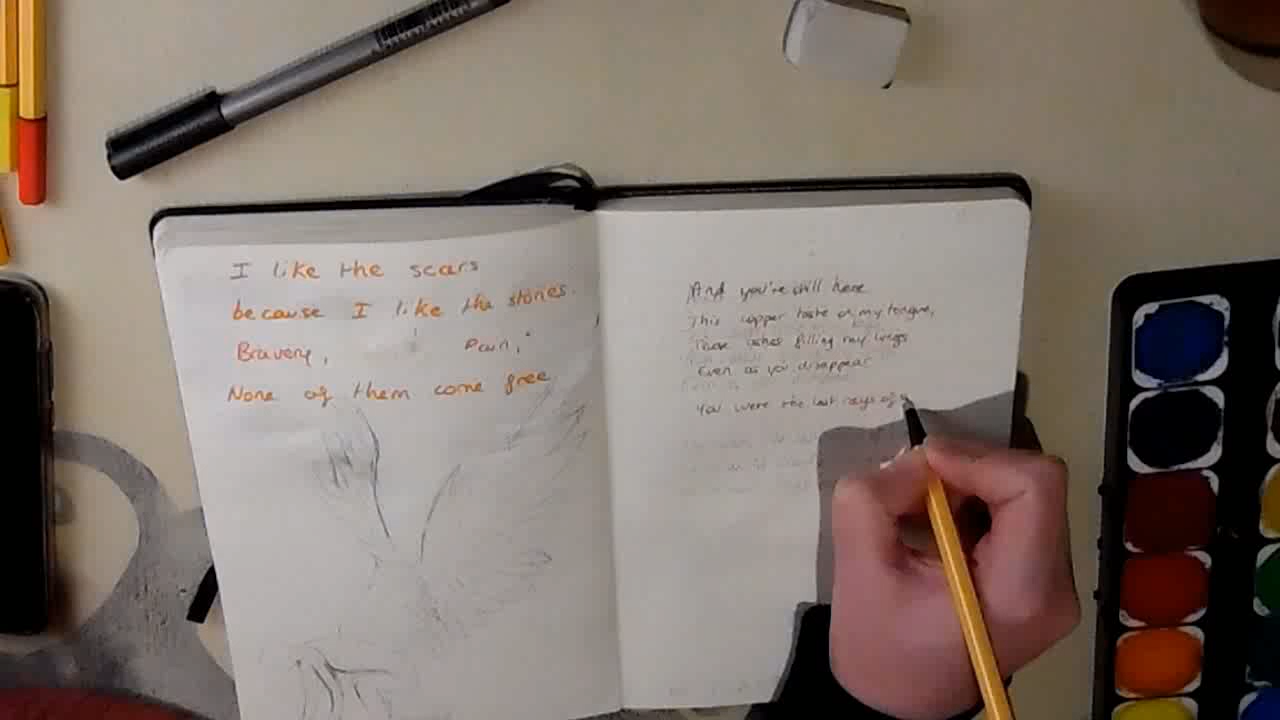 I like the scars
because I like the stories.
Bravery, Pain,
None of them come free
And you're still here
This copper taste on my tongue,
Those ashes filling my lungs
Even as you disappear
You were the last rays of